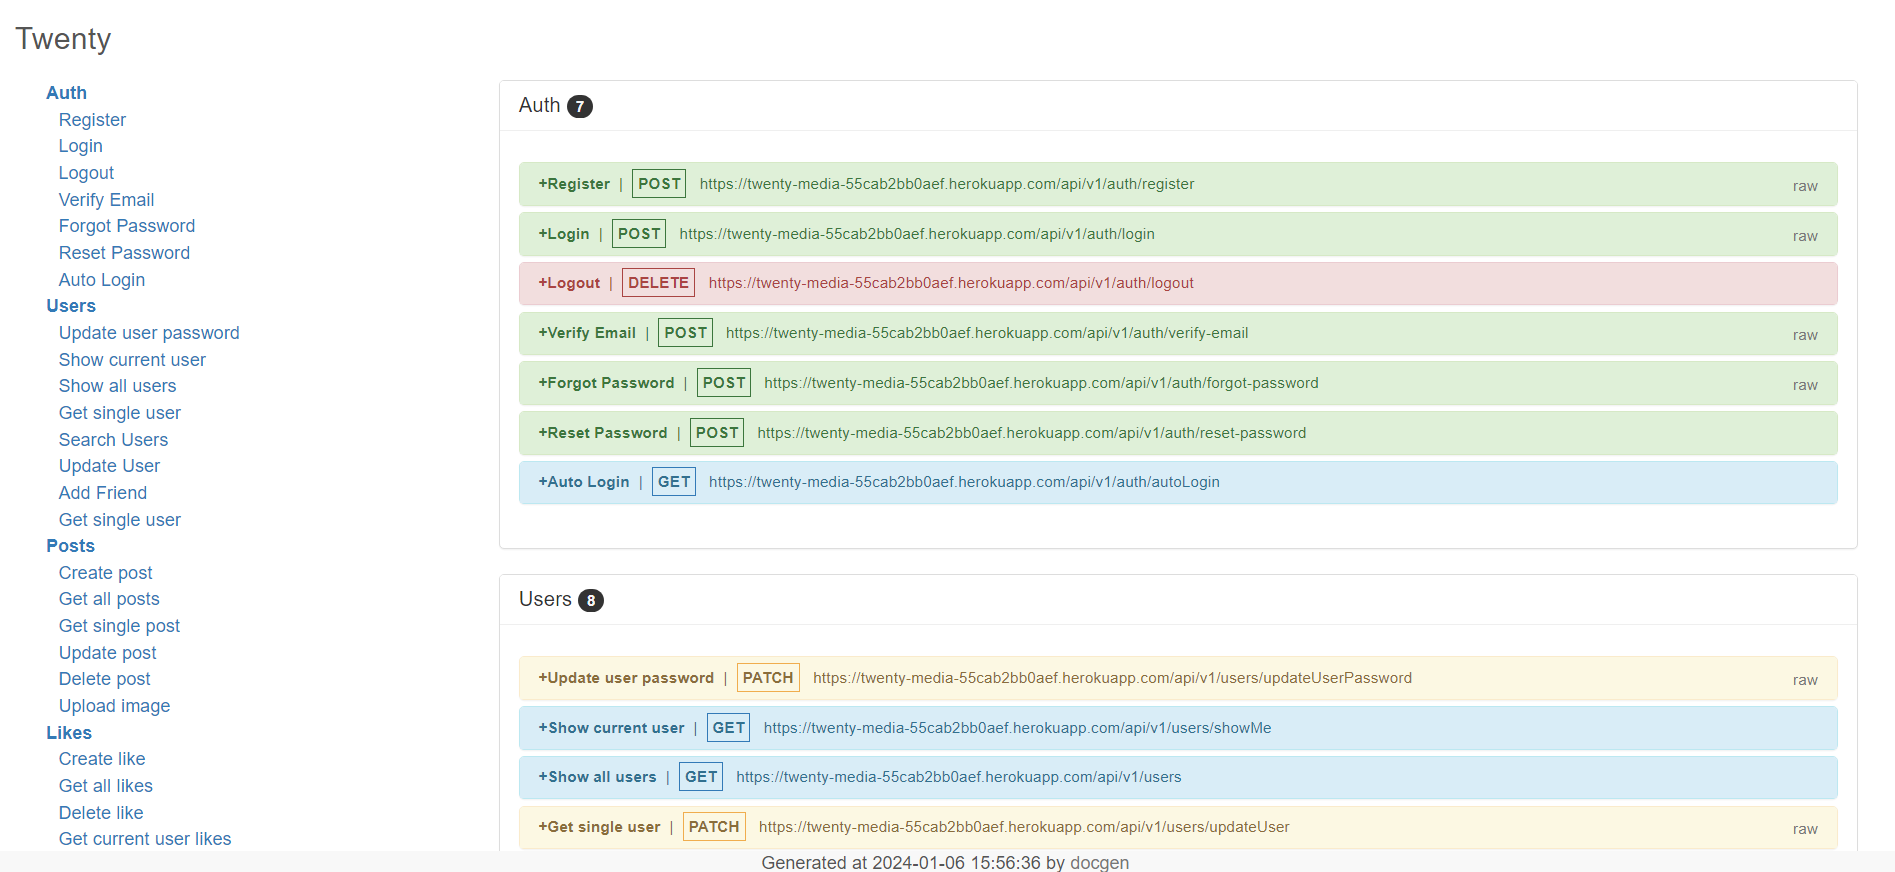 Twenty
Auth
Register
Login
Logout
Verify Email
Forgot Password
Reset Password
Auto Login
Users
Update user password
Show current user
Show all users
Get single user
Search Users
Update User
Add Friend
Get single user
Posts
Create post
Get all posts
Get single post
Update post
Delete post
Upload image
Likes
Create like
Get all likes
Delete like
Get current user likes
Auth 7
+Register | POST https://twenty-media-55cab2bb0aef.herokuapp.com/api/v1/auth/register raw
+Login | POST https://twenty-media-55cab2bb0aef.herokuapp.com/api/v1/auth/login raw
+Logout | DELETE https://twenty-media-55cab2bb0aef.herokuapp.com/api/v1/auth/logout
+Verify Email | POST https://twenty-media-55cab2bb0aef.herokuapp.com/api/v1/auth/verify-email raw
+Forgot Password | POST https://twenty-media-55cab2bb0aef.herokuapp.com/api/v1/auth/forgot-password raw
+Reset Password | POST https://twenty-media-55cab2bb0aef.herokuapp.com/api/v1/auth/reset-password
+Auto Login | GET https://twenty-media-55cab2bb0aef.herokuapp.com/api/v1/auth/autoLogin
Users 8
+Update user password | PATCH https://twenty-media-55cab2bb0aef.herokuapp.com/api/v1/users/updateUserPassword raw
+Show current user | GET https://twenty-media-55cab2bb0aef.herokuapp.com/api/v1/users/showMe
+Show all users | GET https://twenty-media-55cab2bb0aef.herokuapp.com/api/v1/users
+Get single user | PATCH https://twenty-media-55cab2bb0aef.herokuapp.com/api/v1/users/updateUser raw
Generated at 2024-01-06 15:56:36 by docgen